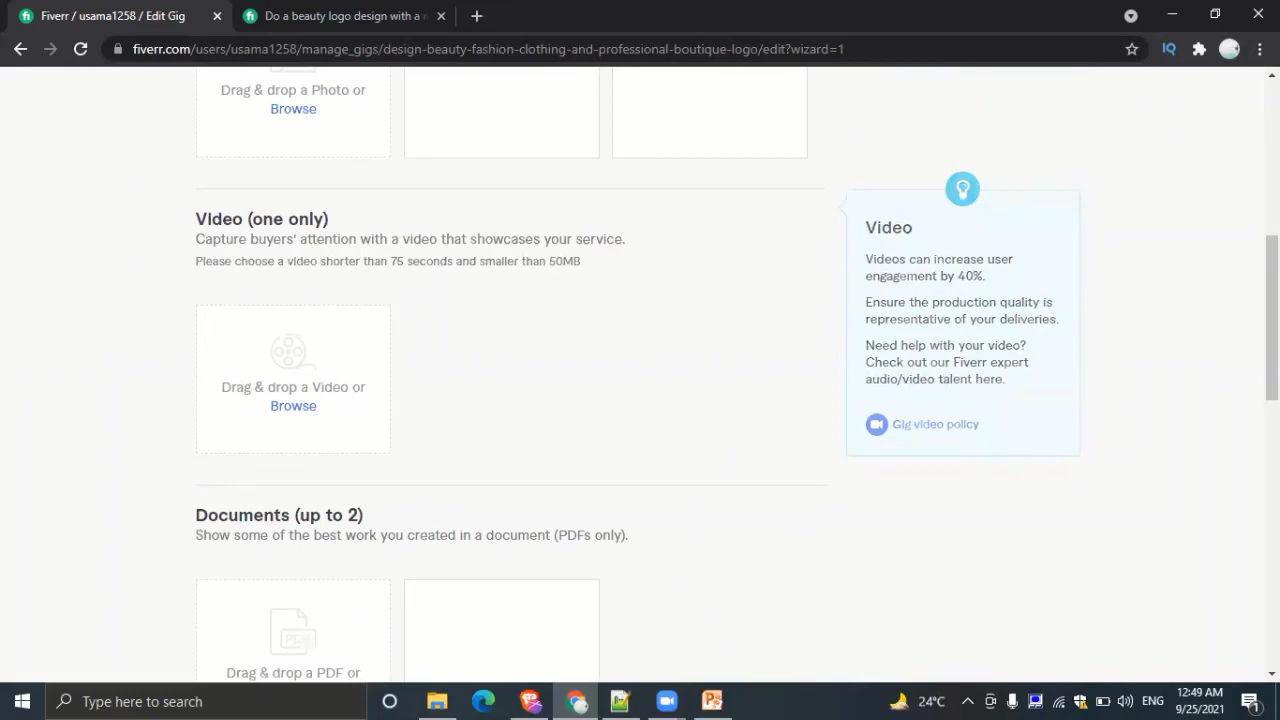 Fiverr / usama1258 / Edit Gig
Do a beauty logo design with a
fiverr.com/users/usama1258/manage_gigs/design-beauty-fashion-clothing-and-professional-boutique-logo/edit?wizard=1
IQ
Drag & drop a Photo or
Browse
Video (one only)
Capture buyers' attention with a video that showcases your service.
Please choose a video shorter than 75 seconds and smaller than 50MB
Drag & drop a Video or
Browse
Video
Videos can increase user
engagement by 40%.
Ensure the production quality is
representative of your deliveries.
Need help with your video?
Check out our Fiverr expert
audio/video talent here.
Gig video policy
Documents (up to 2)
Show some of the best work you created in a document (PDFs only).
PDF
Drag & drop a PDF or
Type here to search
24°C
ENG
12:49 AM
9/25/2021
1